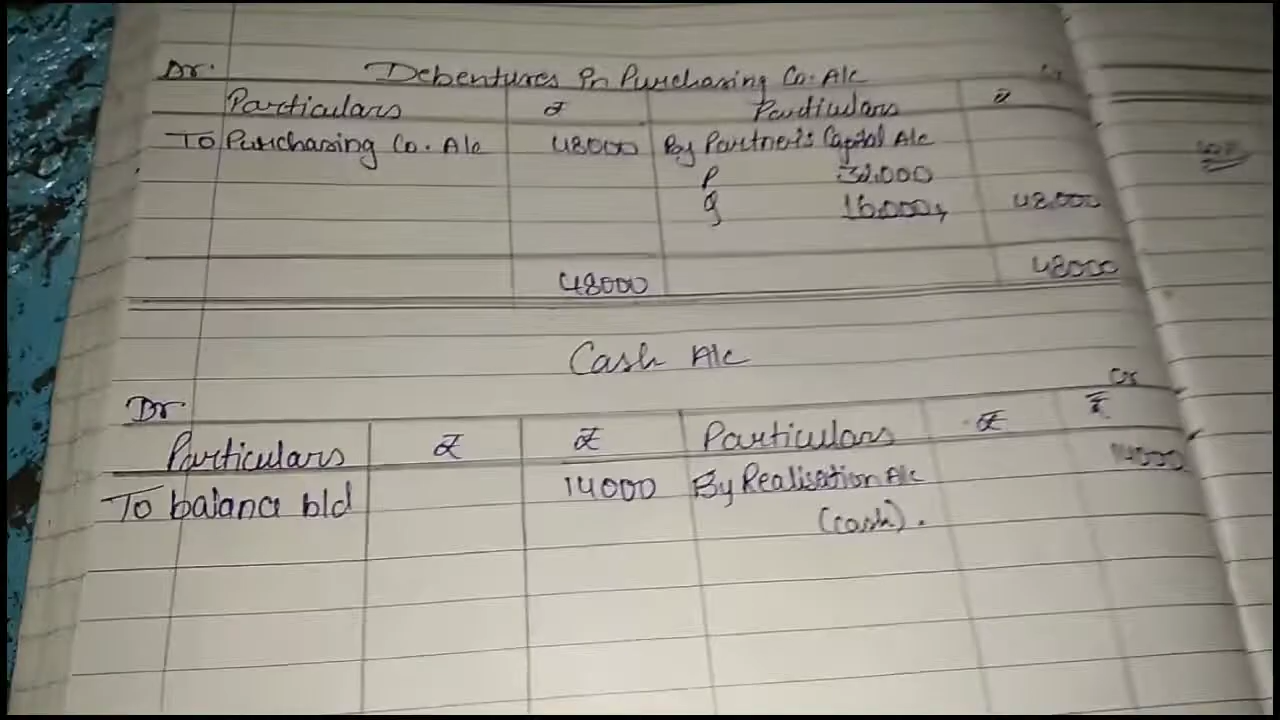 Dr. Debentures in Purchasing Co. A/c Cr
Particulars ₹ Particulars ₹
To Purchasing Co. A/c 48000 By Partner's Capital A/c
P 32,000
Q 16,000, 48,000
48000 48000
Cash A/c
Dr. Cr
Particulars ₹ ₹ Particulars ₹ ₹
To balance b/d 14000 By Realisation A/c 14000
(cash).